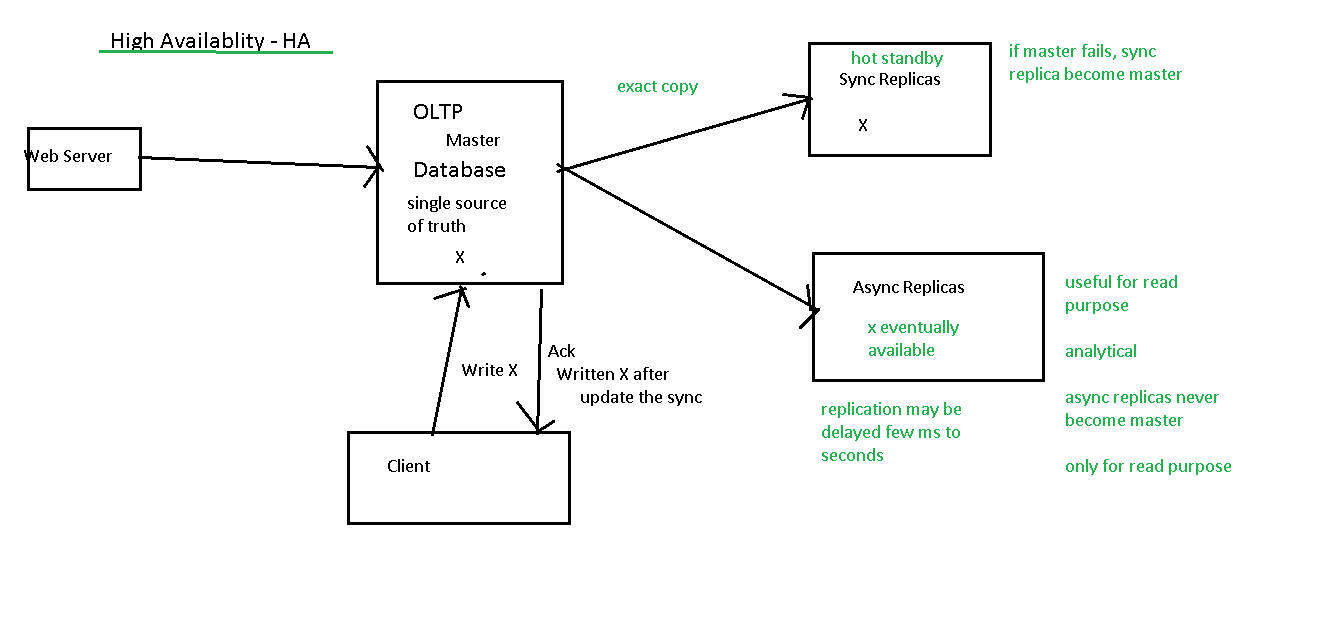 High Availablity - HA
Web Server
OLTP
Master
Database
single source
of truth
X
exact copy
hot standby
Sync Replicas
X
if master fails, sync
replica become master
Async Replicas
x eventually
available
replication may be
delayed few ms to
seconds
useful for read
purpose
analytical
async replicas never
become master
only for read purpose
Write X
Ack
Written X after
update the sync
Client